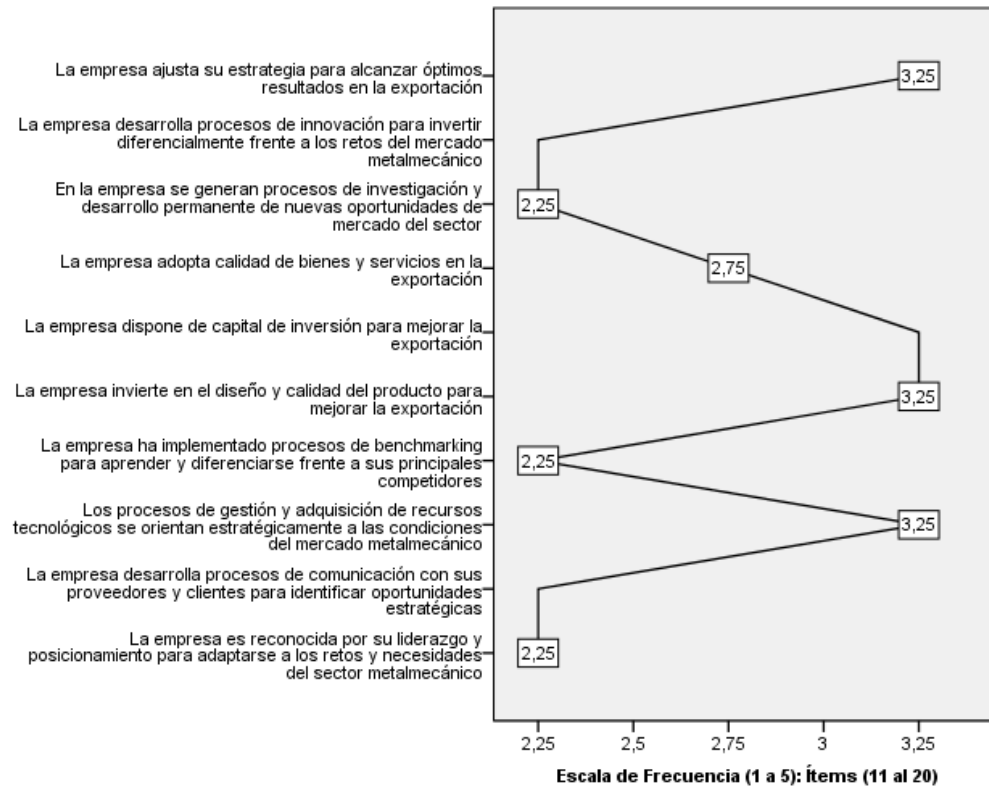 La empresa ajusta su estrategia para alcanzar óptimos
resultados en la exportación
3,25
La empresa desarrolla procesos de innovación para invertir
diferencialmente frente a los retos del mercado
metalmecánico
En la empresa se generan procesos de investigación y
desarrollo permanente de nuevas oportunidades de
mercado del sector
2,25
La empresa adopta calidad de bienes y servicios en la
exportación
2,75
La empresa dispone de capital de inversión para mejorar la
exportación
La empresa invierte en el diseño y calidad del producto para
mejorar la exportación
3,25
La empresa ha implementado procesos de benchmarking
para aprender y diferenciarse frente a sus principales
competidores
2,25
Los procesos de gestión y adquisición de recursos
tecnológicos se orientan estratégicamente a las condiciones
del mercado metalmecánico
3,25
La empresa desarrolla procesos de comunicación con sus
proveedores y clientes para identificar oportunidades
estratégicas
La empresa es reconocida por su liderazgo y
posicionamiento para adaptarse a los retos y necesidades
del sector metalmecánico
2,25
2,25 2,5 2,75 3 3,25
Escala de Frecuencia (1 a 5): Ítems (11 al 20)